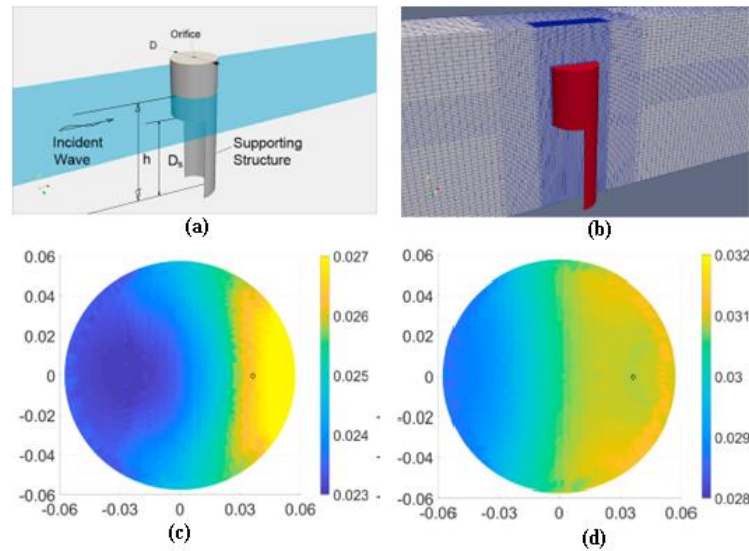 Orifice
D
Incident
Wave
h
Ds
Supporting
Structure
(a)
(b)
0.06
0.04
0.02
0
-0.02
-0.04
-0.06
-0.06 -0.03 0 0.03 0.06
0.027
0.026
0.025
0.024
0.023
(c)
0.06
0.04
0.02
0
-0.02
-0.04
-0.06
-0.06 -0.03 0 0.03 0.06
0.032
0.031
0.03
0.029
0.028
(d)